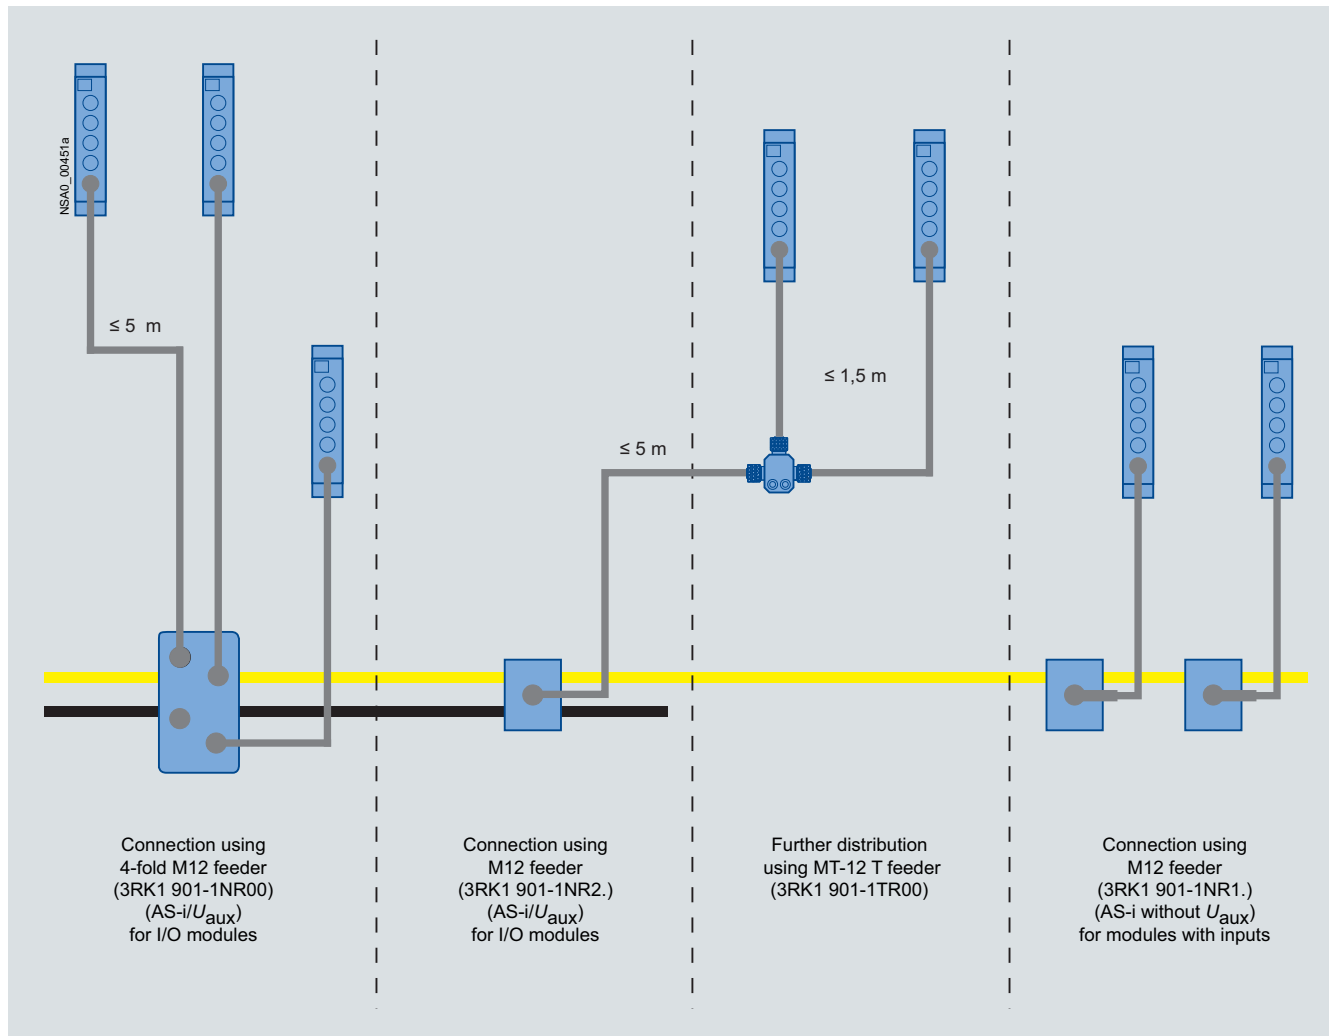 NSA0_00451a
≤ 5 m
≤ 5 m
≤ 1,5 m
Connection using
4-fold M12 feeder
(3RK1 901-1NR00)
(AS-i/Uaux)
for I/O modules
Connection using
M12 feeder
(3RK1 901-1NR2.)
(AS-i/Uaux)
for I/O modules
Further distribution
using MT-12 T feeder
(3RK1 901-1TR00)
Connection using
M12 feeder
(3RK1 901-1NR1.)
(AS-i without Uaux)
for modules with inputs